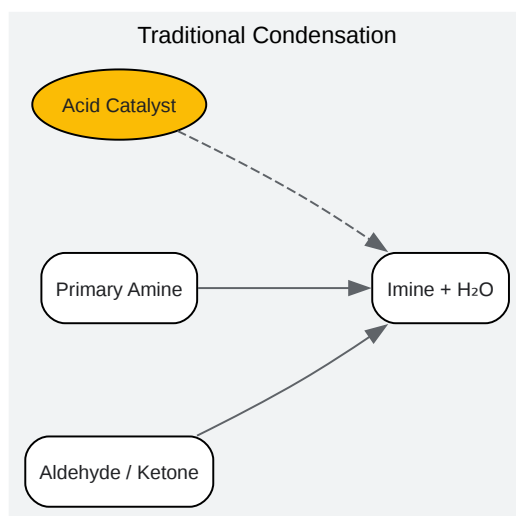 Traditional Condensation
Acid Catalyst
Primary Amine
Imine + H₂O
Aldehyde / Ketone